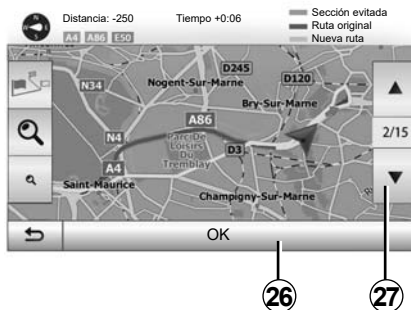 Distancia: -250 Tiempo +0:06
Sección evitada
Ruta original
Nueva ruta
A4 A86 E50
D245
N34
D120
Nogent-Sur-Marne
Bry-Sur-Marne
A86
2/15
N4
Parc De
Loisirs
Du
Tremblay
D3
A4
Saint-Maurice
Champigny-Sur-Marne
OK
26
27